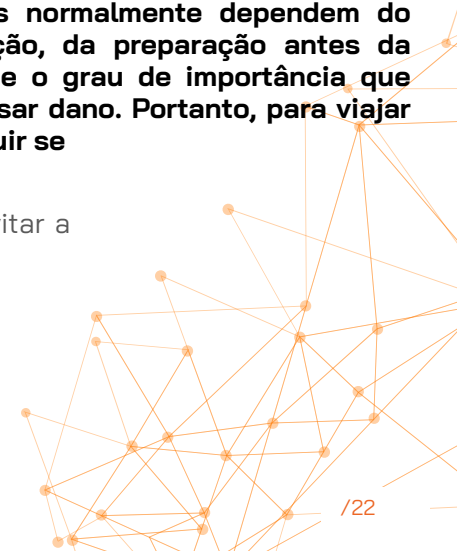 s normalmente dependem do
ção, da preparação antes da
e o grau de importância que
sar dano. Portanto, para viajar
uir se
itar a
/22